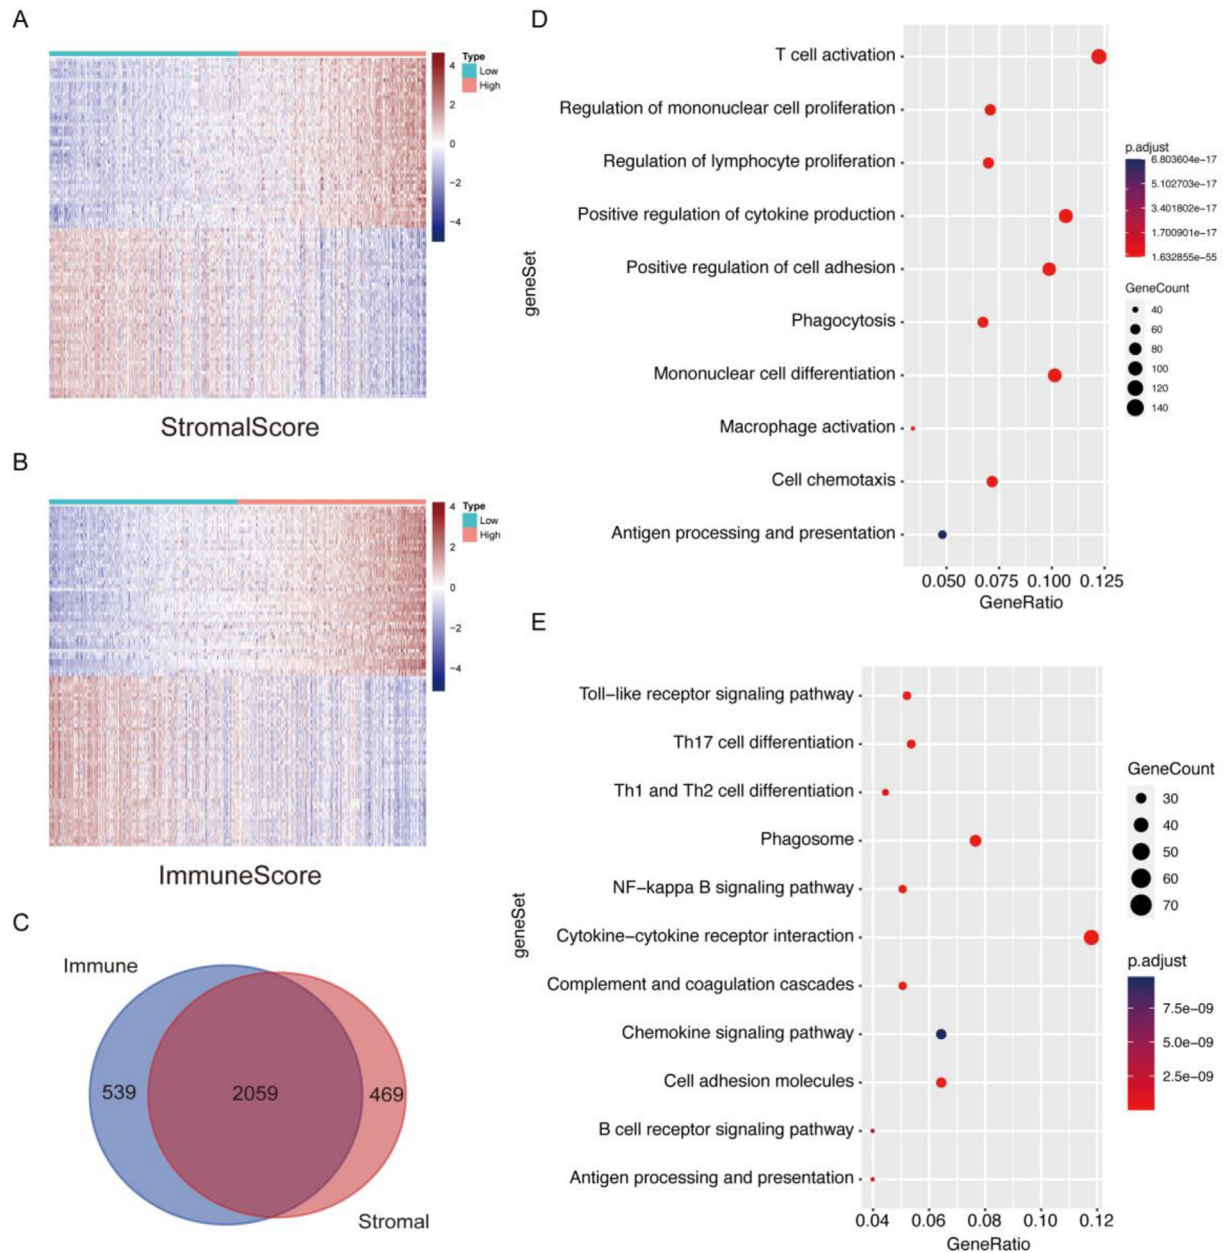 A
Type
Low
High
4
2
0
−2
−4
StromalScore
B
Type
Low
High
4
2
0
−2
−4
ImmuneScore
C
Immune
539
2059
469
Stromal
D
geneSet
T cell activation
Regulation of mononuclear cell proliferation
Regulation of lymphocyte proliferation
Positive regulation of cytokine production
Positive regulation of cell adhesion
Phagocytosis
Mononuclear cell differentiation
Macrophage activation
Cell chemotaxis
Antigen processing and presentation
0.050 0.075 0.100 0.125
GeneRatio
p.adjust
6.803604e−17
5.102703e−17
3.401802e−17
1.700901e−17
1.632855e−55
GeneCount
40
60
80
100
120
140
E
geneSet
Toll−like receptor signaling pathway
Th17 cell differentiation
Th1 and Th2 cell differentiation
Phagosome
NF−kappa B signaling pathway
Cytokine−cytokine receptor interaction
Complement and coagulation cascades
Chemokine signaling pathway
Cell adhesion molecules
B cell receptor signaling pathway
Antigen processing and presentation
0.04 0.06 0.08 0.10 0.12
GeneRatio
GeneCount
30
40
50
60
70
p.adjust
7.5e−09
5.0e−09
2.5e−09